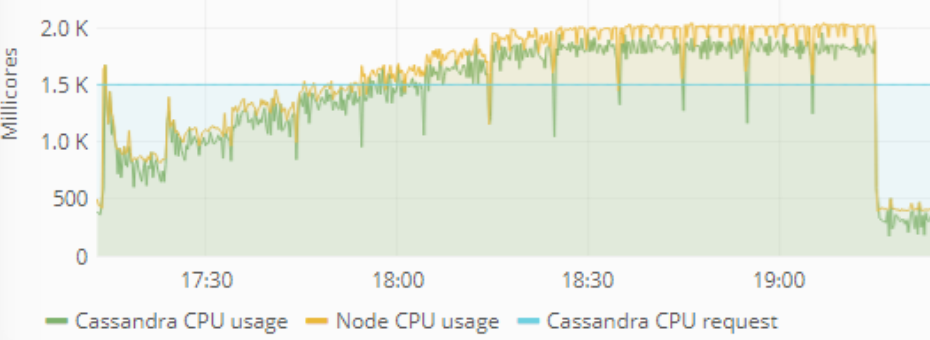 Millicores
2.0 K
1.5 K
1.0 K
500
0
17:30 18:00 18:30 19:00
Cassandra CPU usage Node CPU usage Cassandra CPU request